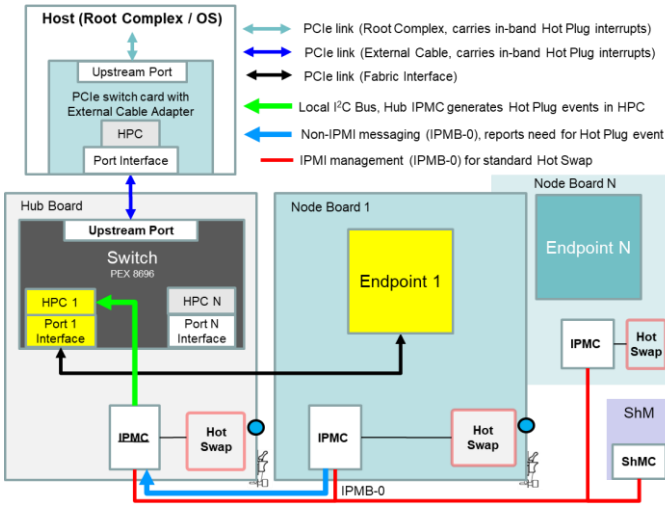 Host (Root Complex / OS)
Upstream Port
PCIe switch card with
External Cable Adapter
HPC
Port Interface
PCIe link (Root Complex, carries in-band Hot Plug interrupts)
PCIe link (External Cable, carries in-band Hot Plug interrupts)
PCIe link (Fabric Interface)
Local I²C Bus, Hub IPMC generates Hot Plug events in HPC
Non-IPMI messaging (IPMB-0), reports need for Hot Plug event
IPMI management (IPMB-0) for standard Hot Swap
Hub Board
Upstream Port
Switch
PEX 8696
HPC 1
Port 1
Interface
HPC N
Port N
Interface
IPMC
Hot
Swap
Node Board 1
Endpoint 1
IPMC
Hot
Swap
IPMB-0
Node Board N
Endpoint N
IPMC
Hot
Swap
ShM
ShMC